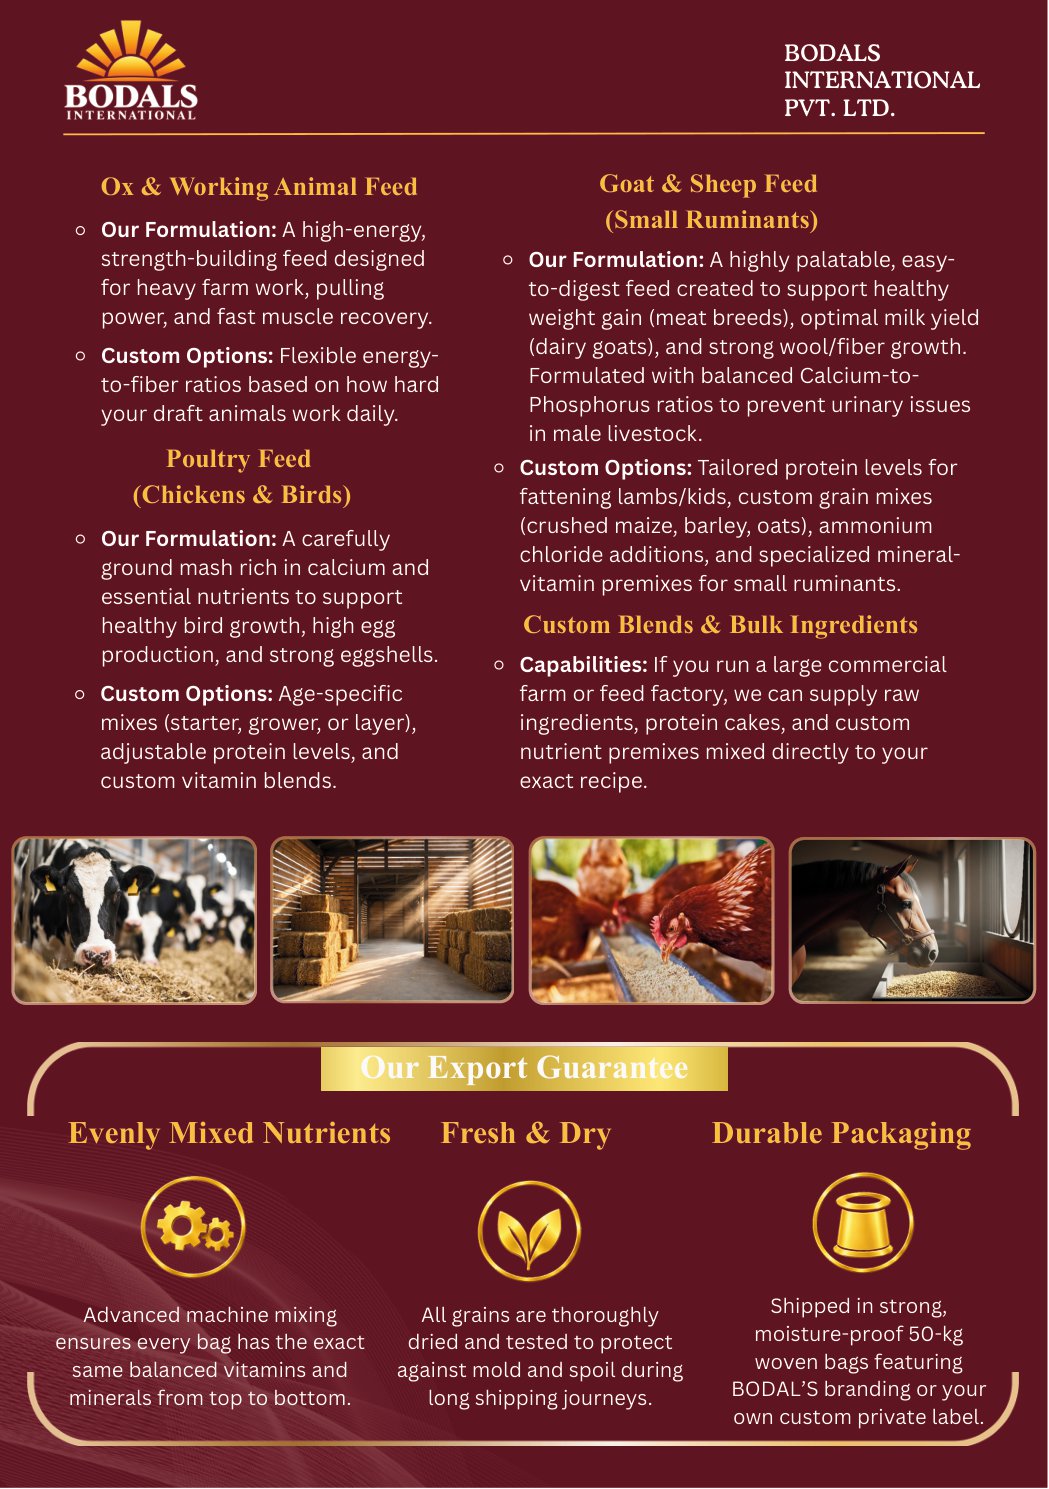 BODALS
INTERNATIONAL
BODALS
INTERNATIONAL
PVT. LTD.
Ox & Working Animal Feed
Our Formulation: A high-energy,
strength-building feed designed
for heavy farm work, pulling
power, and fast muscle recovery.
Custom Options: Flexible energy-
to-fiber ratios based on how hard
your draft animals work daily.
Poultry Feed
(Chickens & Birds)
Our Formulation: A carefully
ground mash rich in calcium and
essential nutrients to support
healthy bird growth, high egg
production, and strong eggshells.
Custom Options: Age-specific
mixes (starter, grower, or layer),
adjustable protein levels, and
custom vitamin blends.
Goat & Sheep Feed
(Small Ruminants)
Our Formulation: A highly palatable, easy-
to-digest feed created to support healthy
weight gain (meat breeds), optimal milk yield
(dairy goats), and strong wool/fiber growth.
Formulated with balanced Calcium-to-
Phosphorus ratios to prevent urinary issues
in male livestock.
Custom Options: Tailored protein levels for
fattening lambs/kids, custom grain mixes
(crushed maize, barley, oats), ammonium
chloride additions, and specialized mineral-
vitamin premixes for small ruminants.
Custom Blends & Bulk Ingredients
Capabilities: If you run a large commercial
farm or feed factory, we can supply raw
ingredients, protein cakes, and custom
nutrient premixes mixed directly to your
exact recipe.
Our Export Guarantee
Evenly Mixed Nutrients
Advanced machine mixing
ensures every bag has the exact
same balanced vitamins and
minerals from top to bottom.
Fresh & Dry
All grains are thoroughly
dried and tested to protect
against mold and spoil during
long shipping journeys.
Durable Packaging
Shipped in strong,
moisture-proof 50-kg
woven bags featuring
BODAL’S branding or your
own custom private label.